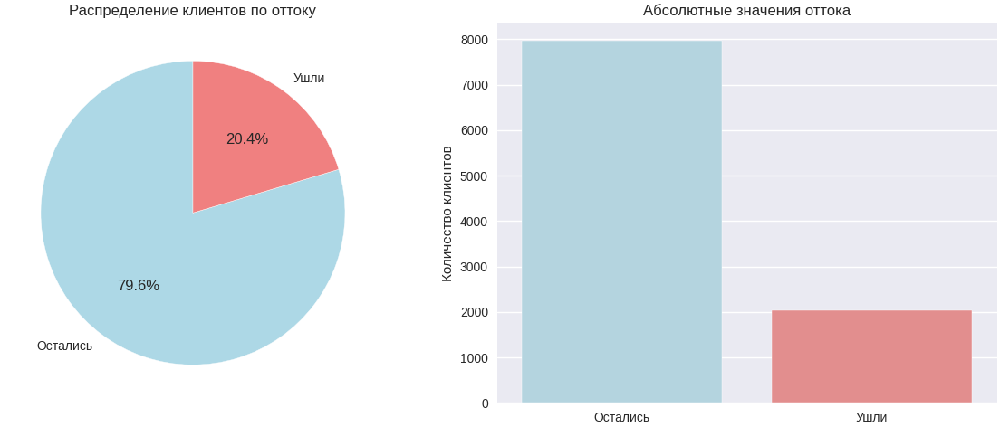 Распределение клиентов по оттоку
Ушли
20.4%
79.6%
Остались
Абсолютные значения оттока
Количество клиентов
8000
7000
6000
5000
4000
3000
2000
1000
0
Остались
Ушли